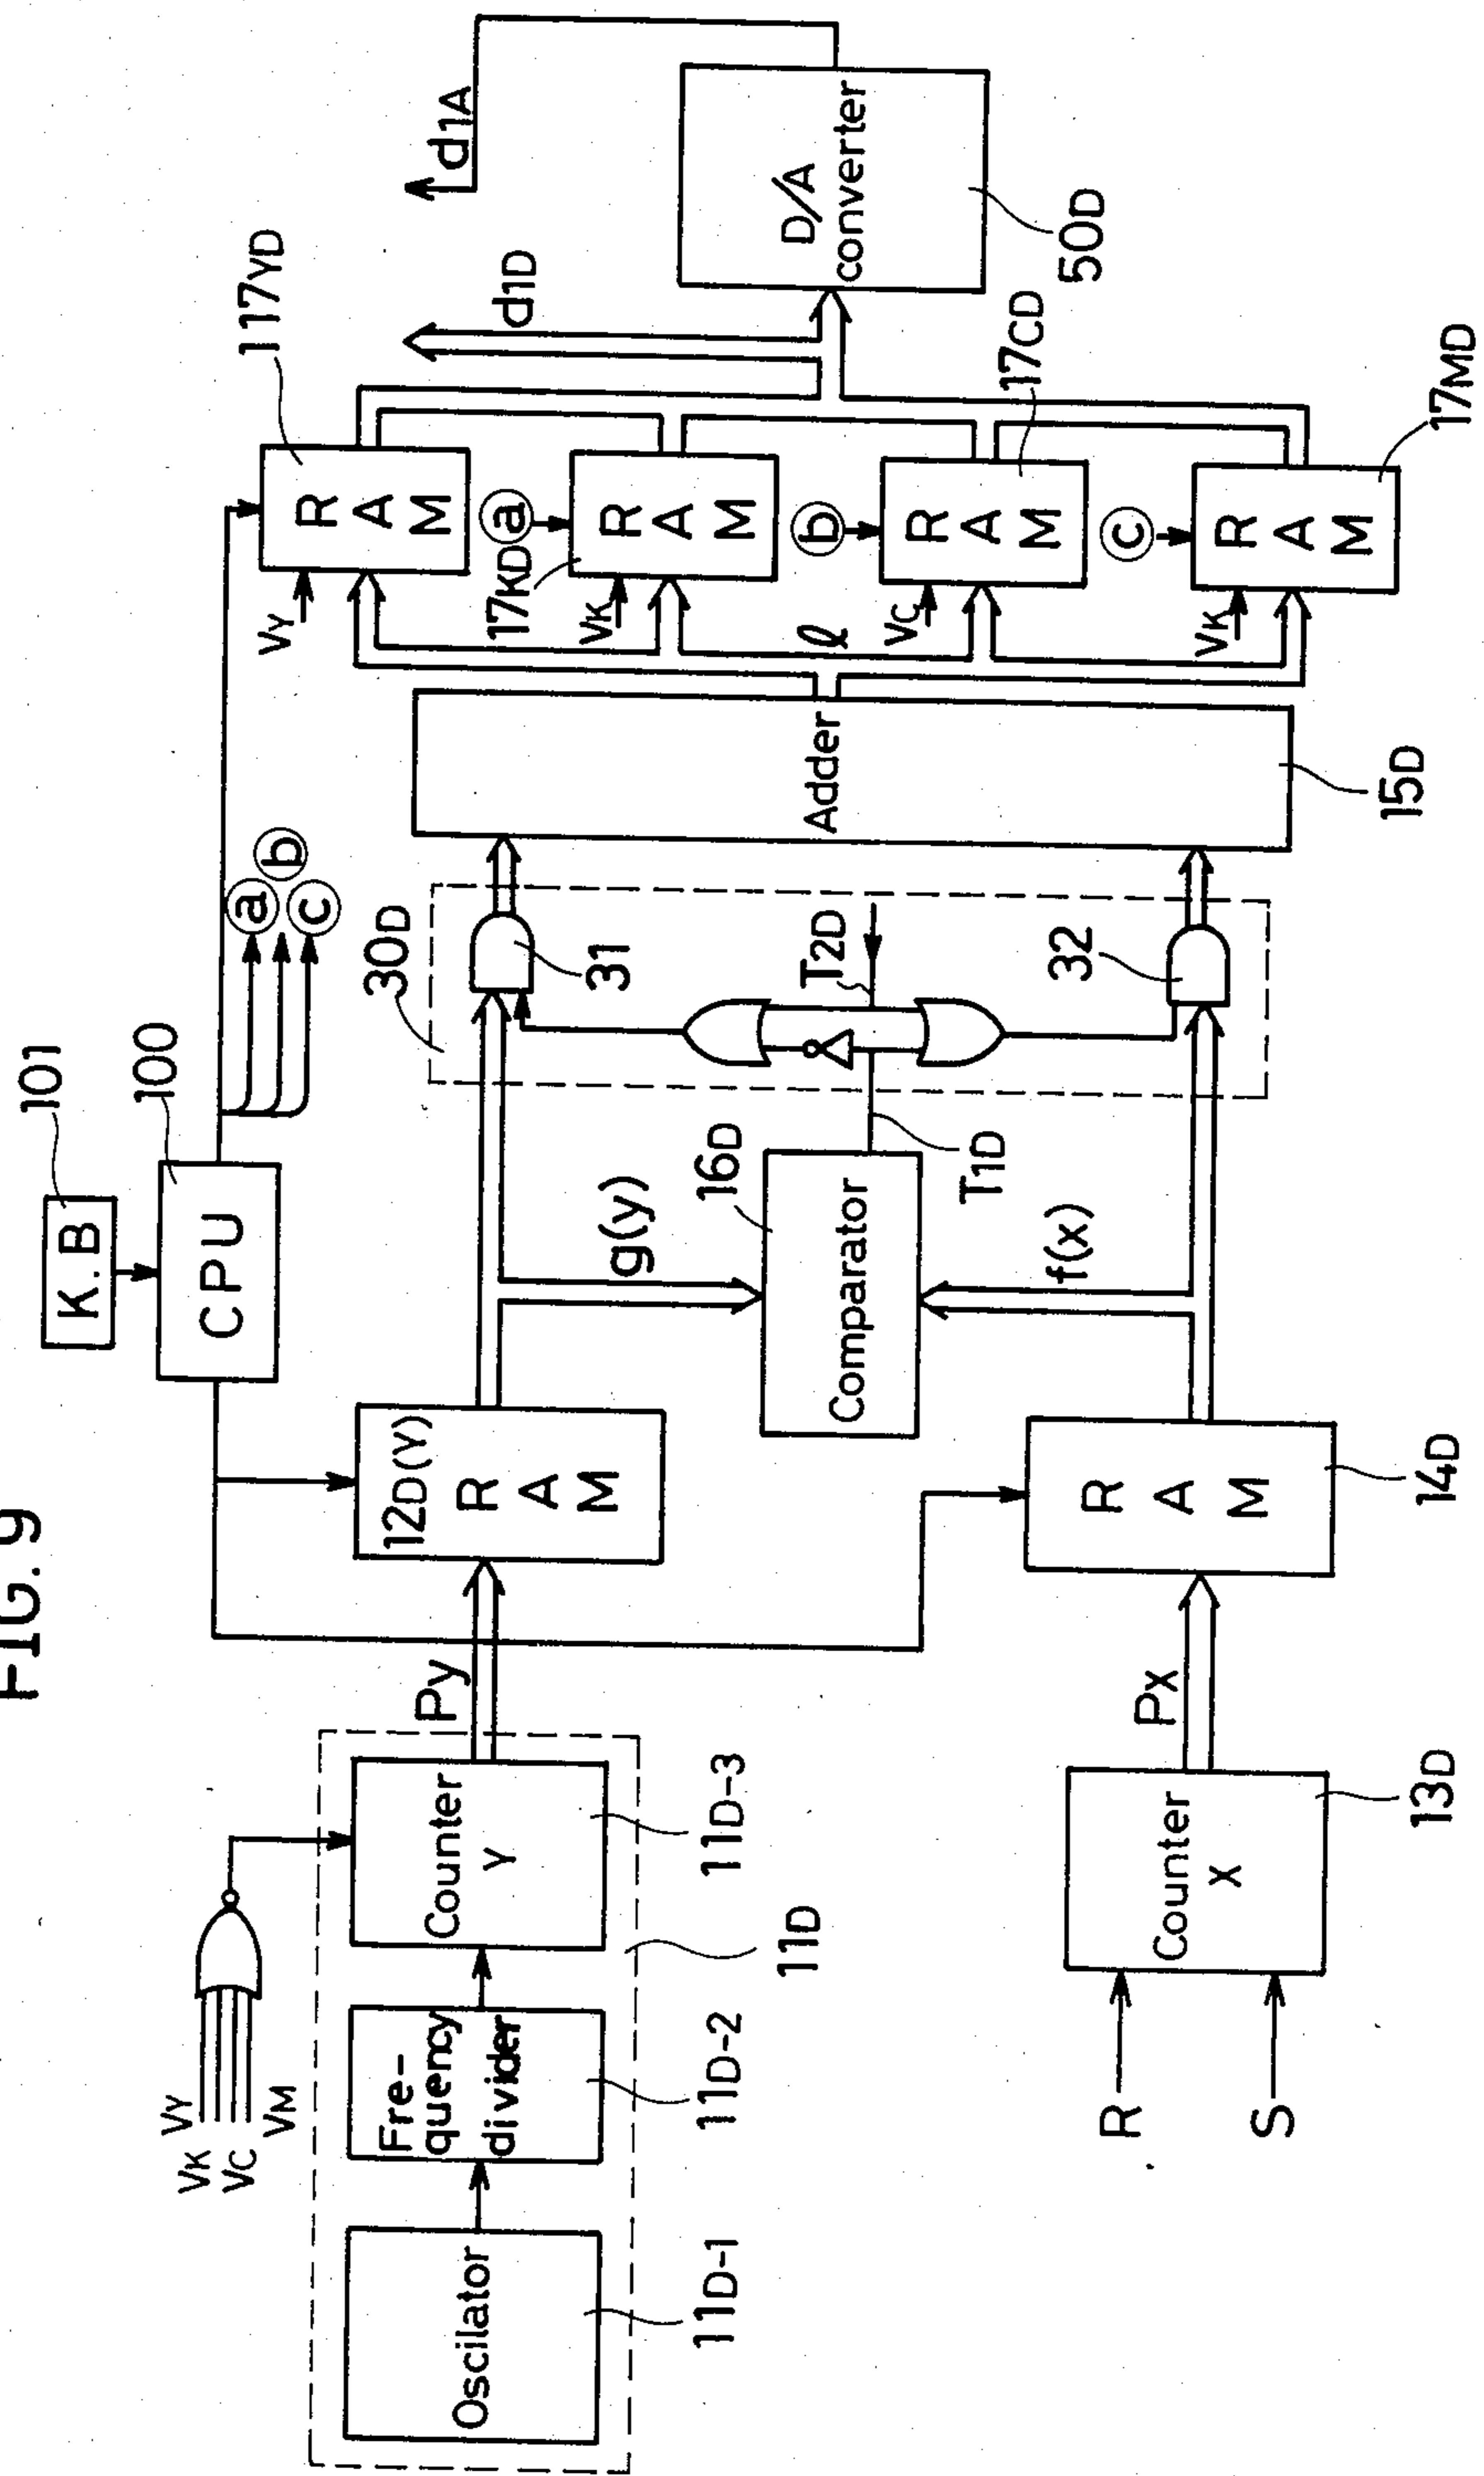 FIG. 9
K.B
101
CPU
100
a
b
c
VY
VK
VC
VM
Oscilator
11D-1
Fre-
quency
divider
11D-2
Counter
Y
11D-3
11D
Py
12D(Y)
R
A
M
g(y)
Comparator
16D
T1D
T2D
30D
31
32
f(x)
R
S
Counter
X
13D
Px
R
A
M
14D
Adder
15D
ℓ
VY
R
A
M
117YD
a
17KD
VK
R
A
M
b
VC
R
A
M
17CD
c
VK
R
A
M
17MD
d1D
D/A
converter
50D
d1A